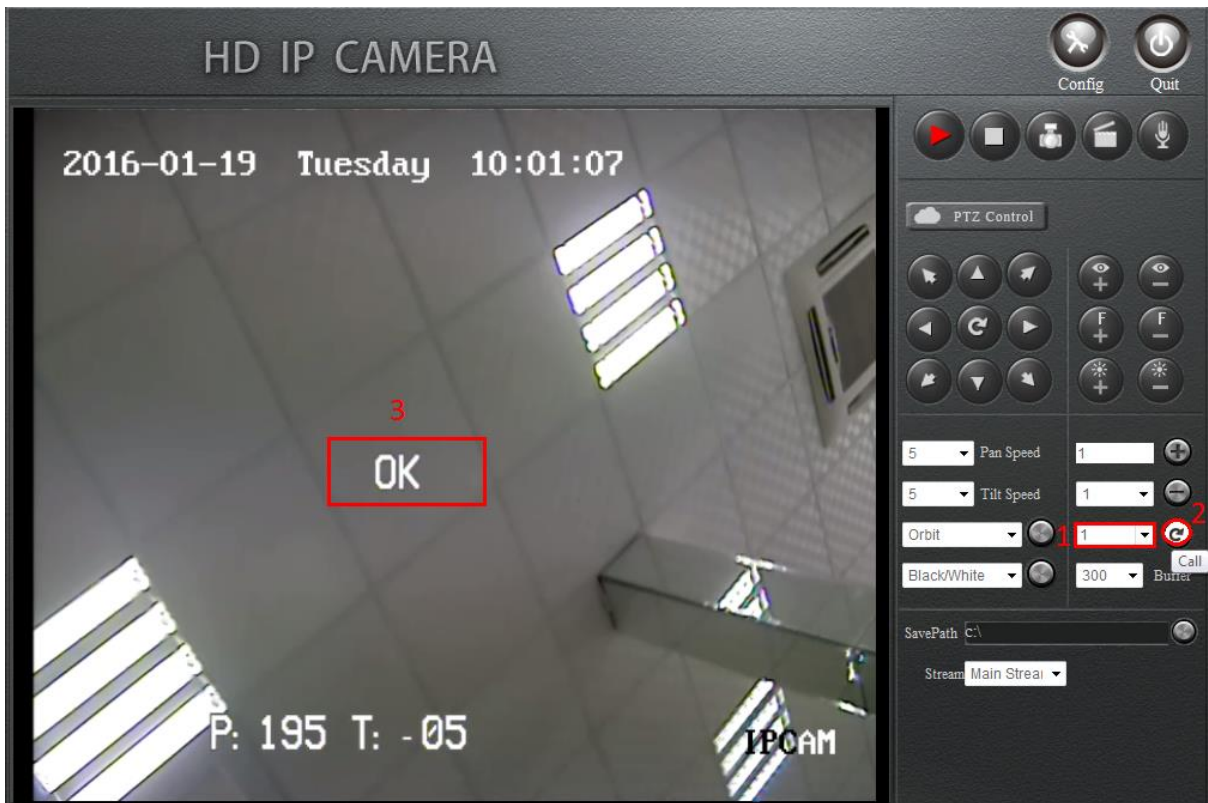 HD IP CAMERA
Config
Quit
2016-01-19 Tuesday 10:01:07
PTZ Control
F
F
3
OK
5
Pan Speed
1
5
Tilt Speed
1
Orbit
1
1
2
Call
Black/White
300
Buffer
SavePath c:\
Stream Main Strea
P: 195 T: -05
IPCAM